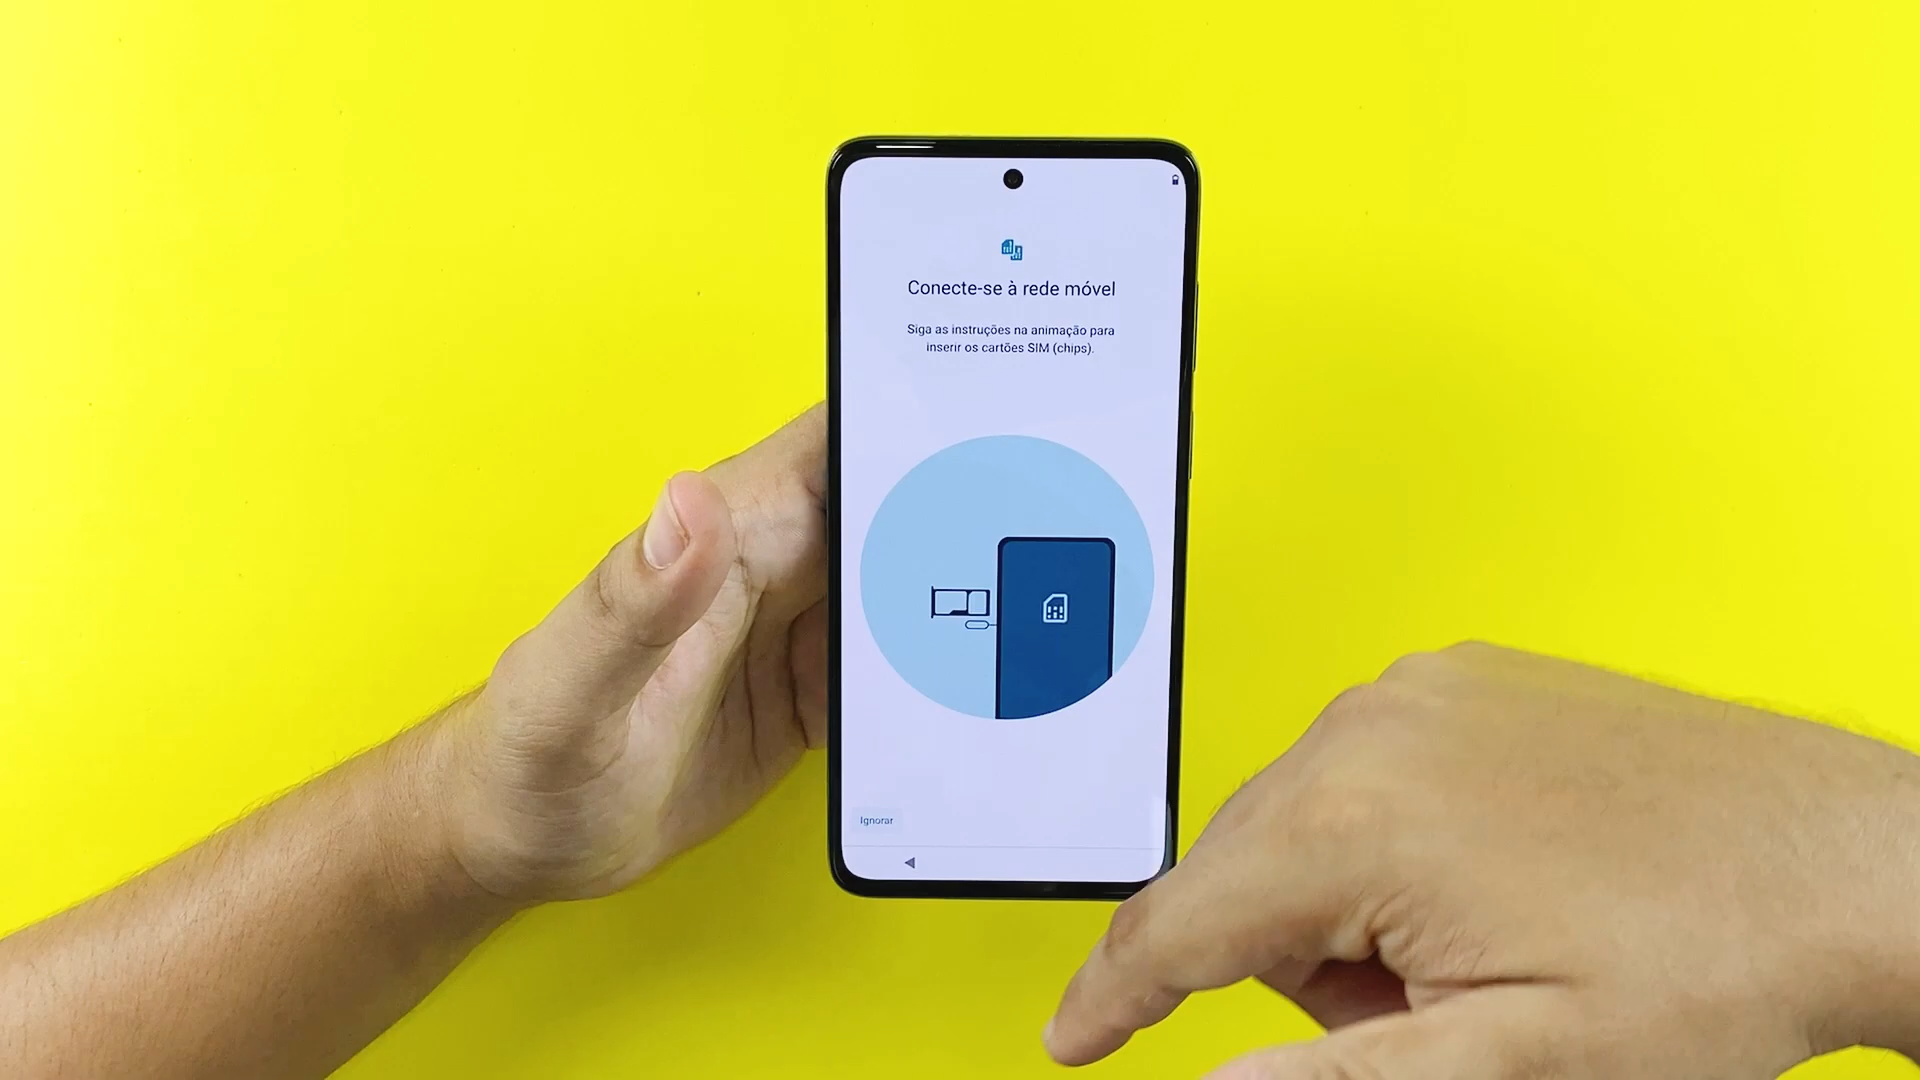 Conecte-se à rede móvel
Siga as instruções na animação para
inserir os cartões SIM (chips).
Ignorar